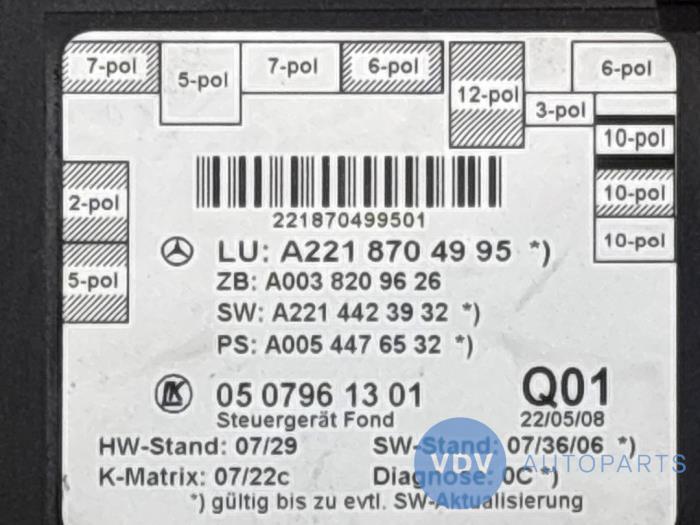 7-pol 5-pol 7-pol 6-pol 12-pol 3-pol 6-pol
10-pol
10-pol
10-pol
2-pol
5-pol
221870499501
LU: A221 870 49 95 *)
ZB: A003 820 96 26
SW: A221 442 39 32 *)
PS: A005 447 65 32 *)
05 0796 13 01 Q01
Steuergerät Fond 22/05/08
HW-Stand: 07/29 SW-Stand: 07/36/06 *)
K-Matrix: 07/22c Diagnose: 0C *)
*) gültig bis zu evtl. SW-Aktualisierung
VDV AUTOPARTS